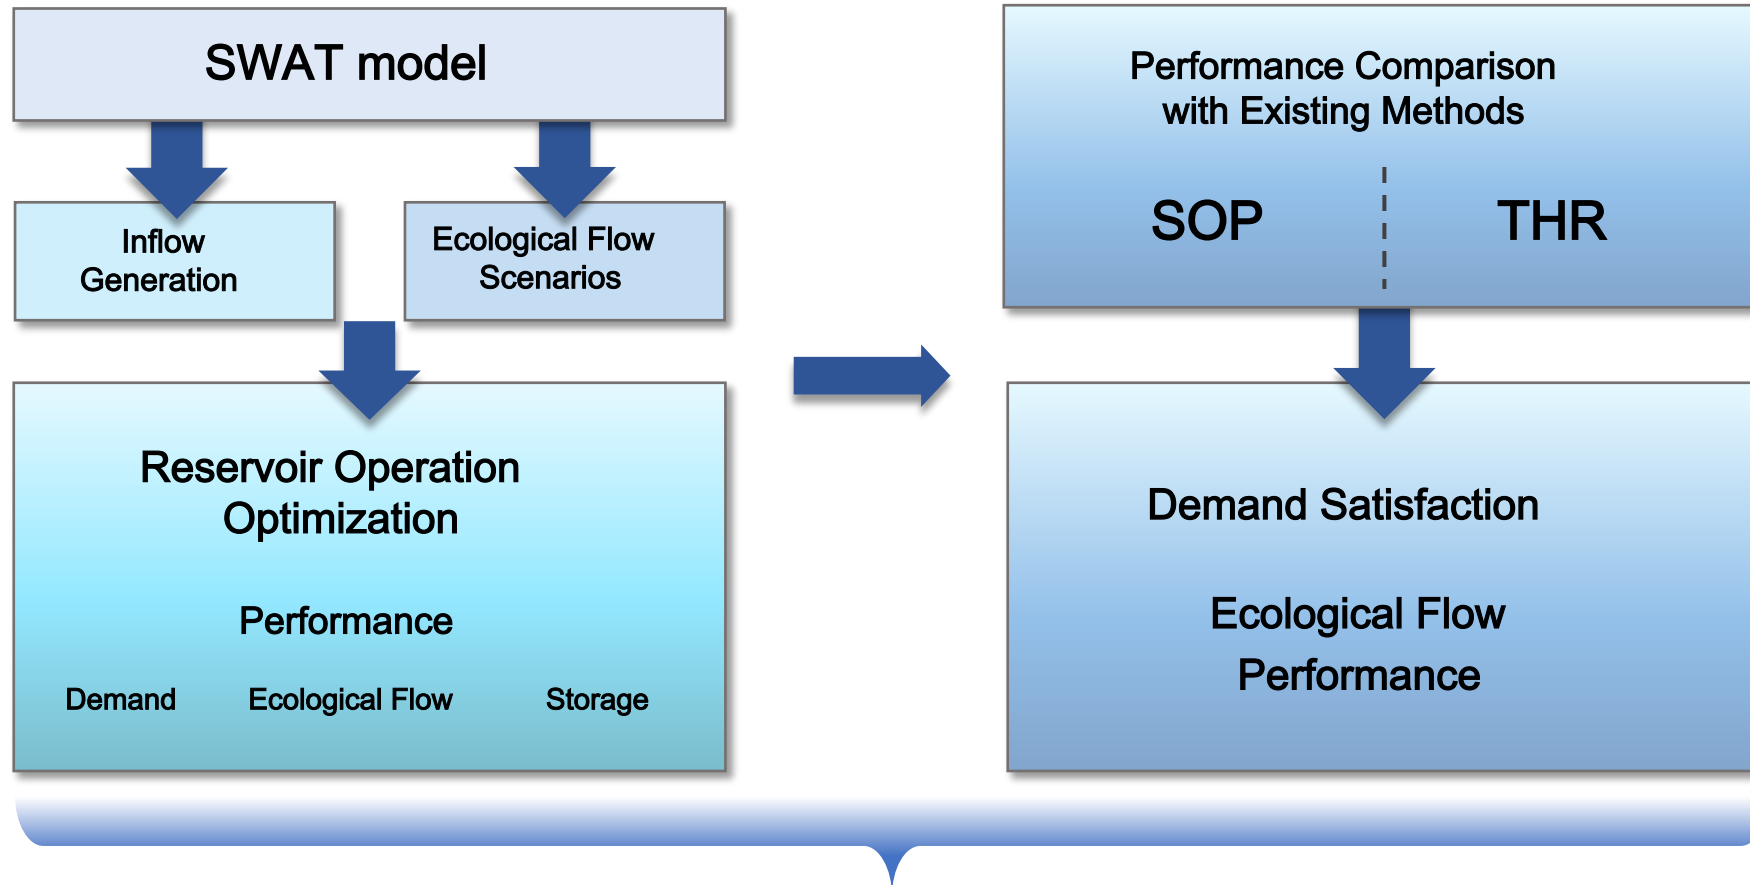 SWAT model
Inflow
Generation
Ecological Flow
Scenarios
Reservoir Operation
Optimization
Performance
Demand
Ecological Flow
Storage
Performance Comparison
with Existing Methods
SOP
THR
Demand Satisfaction
Ecological Flow
Performance